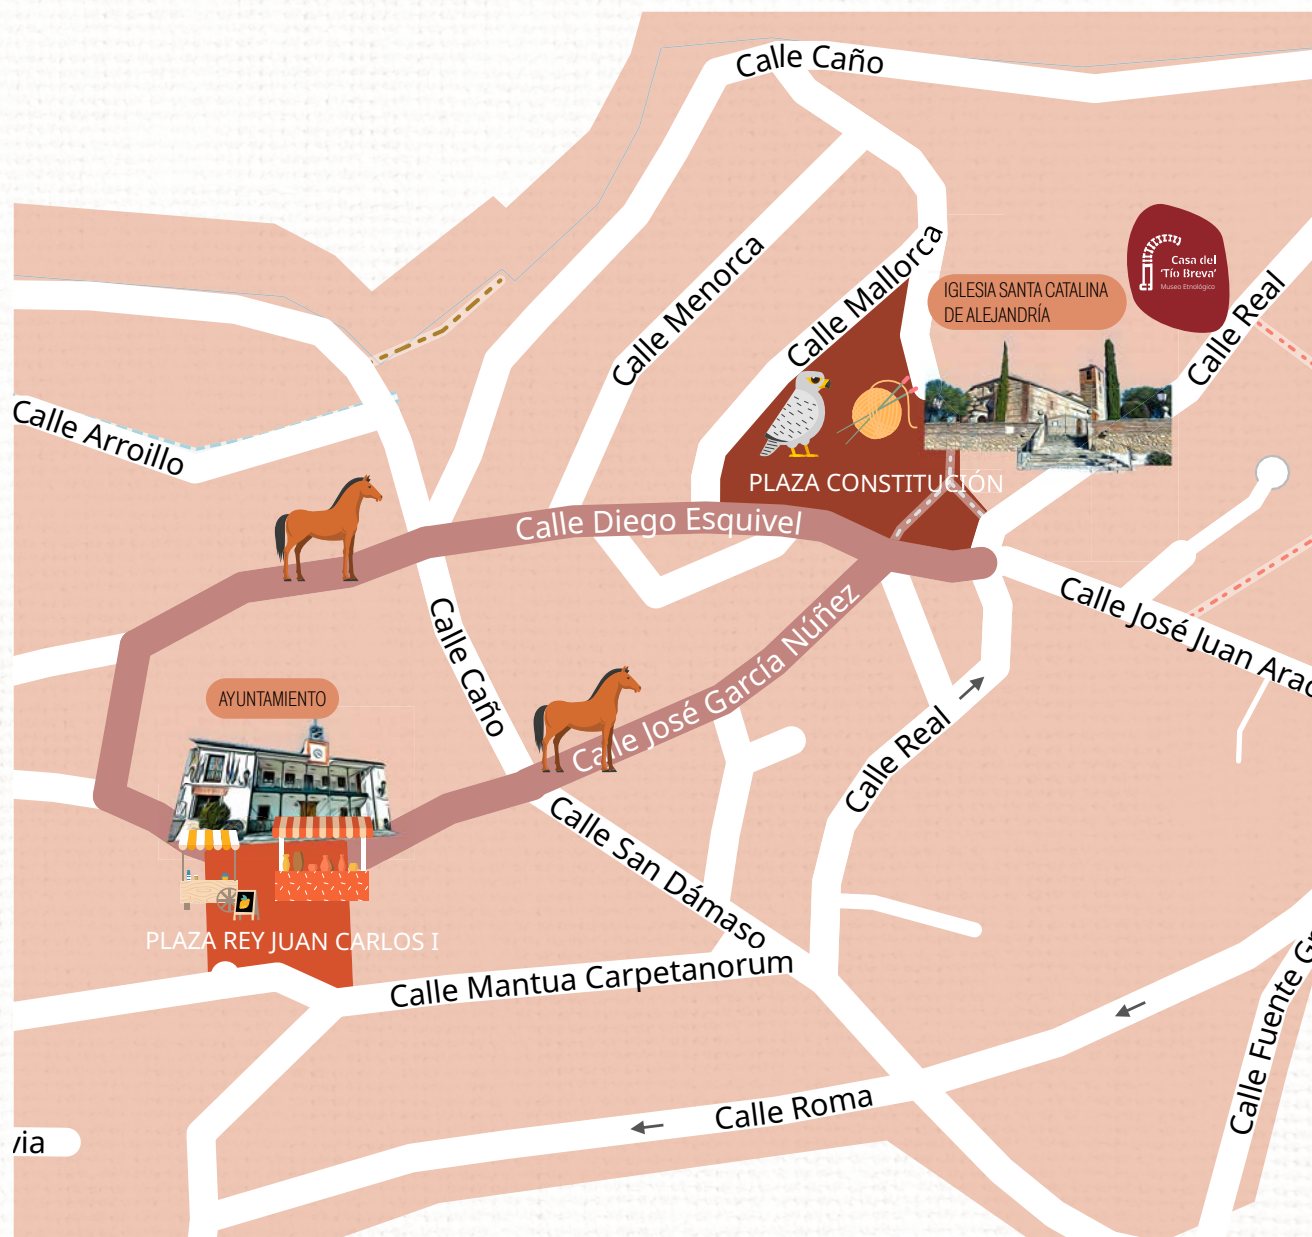 Calle Caño
Calle Menorca
Calle Mallorca
IGLESIA SANTA CATALINA
DE ALEJANDRÍA
Casa del
'Tío Breva'
Museo Etnológico
Calle Real
Calle Arroillo
PLAZA CONSTITUCIÓN
Calle Diego Esquivel
Calle José Juan Arac
Calle Caño
Calle José García Núñez
AYUNTAMIENTO
Calle Real
Calle San Dámaso
PLAZA REY JUAN CARLOS I
Calle Mantua Carpetanorum
Calle Fuente Gr
Calle Roma
via